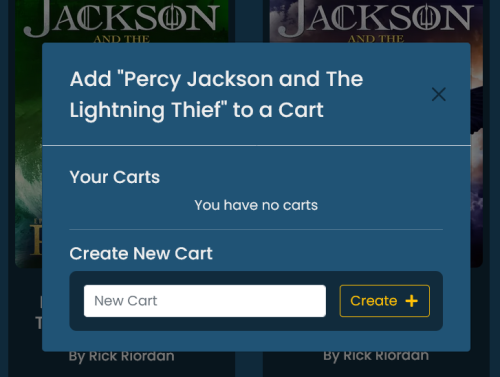 JACKSON JACKSON
AND THE AND THE
Add "Percy Jackson and The
Lightning Thief" to a Cart
Your Carts
You have no carts
Create New Cart
New Cart
Create +
By Rick Riordan By Rick Riordan